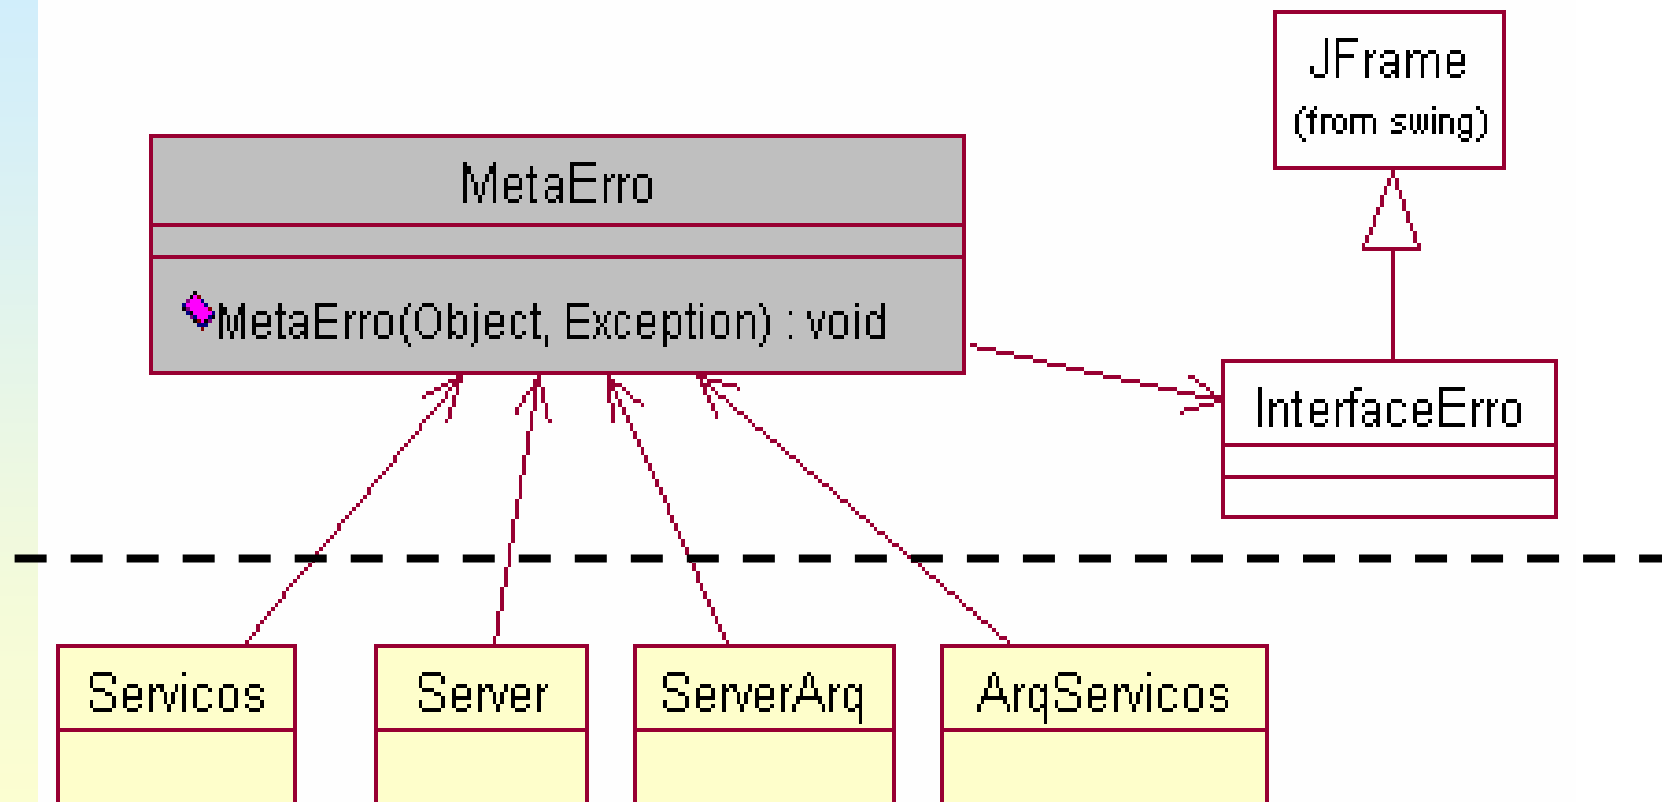 JFrame
(from swing)
MetaErro
MetaErro(Object, Exception) : void
InterfaceErro
Servicos
Server
ServerArq
ArqServicos